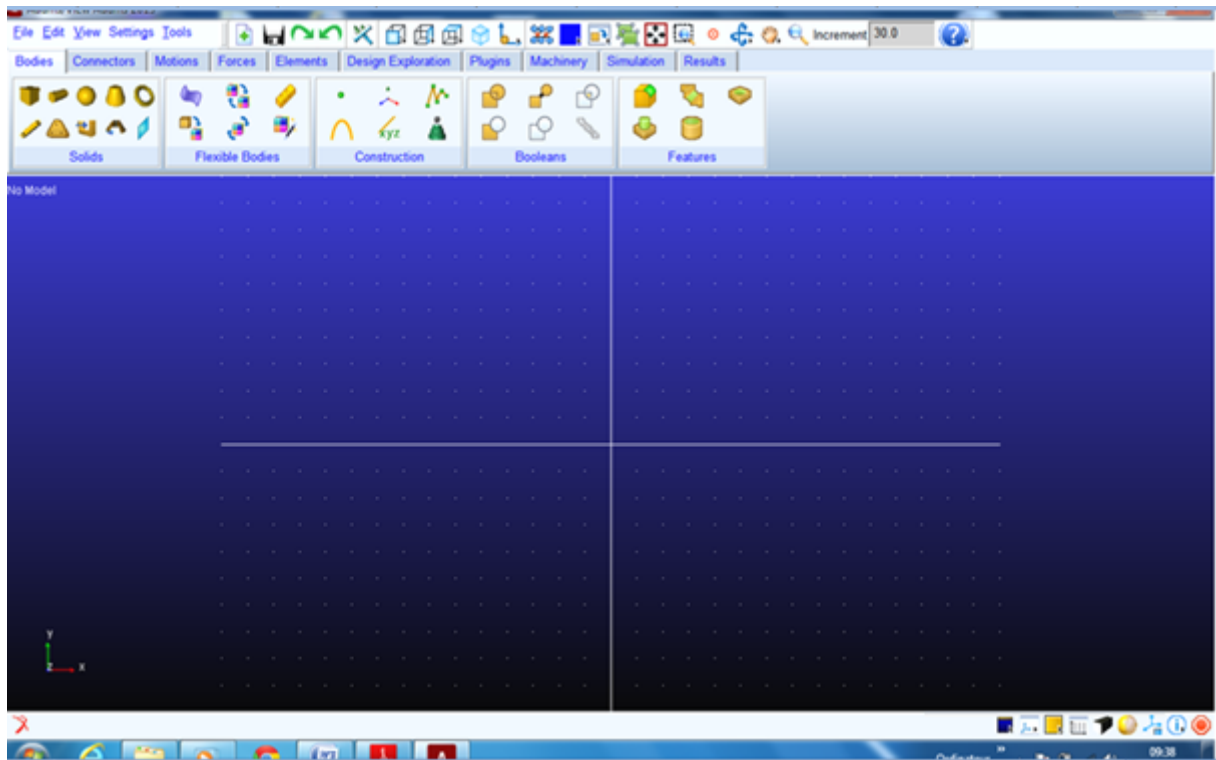 File Edit View Settings Tools Increment 30.0
Bodies Connectors Motions Forces Elements Design Exploration Plugins Machinery Simulation Results
xyz
Solids Flexible Bodies Construction Booleans Features
No Model
y
z x
09:38